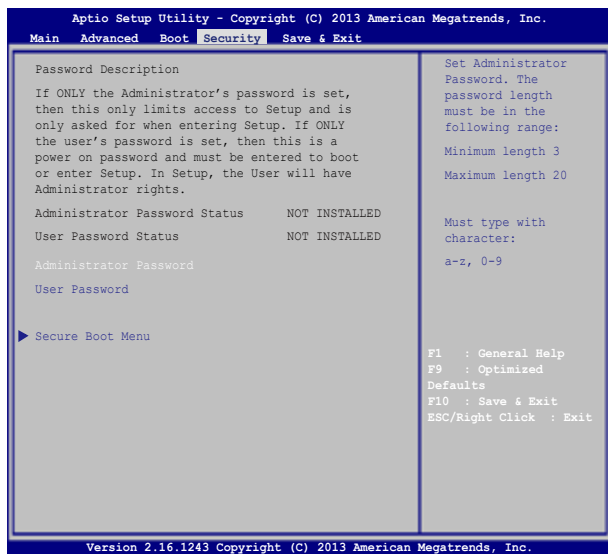 Aptio Setup Utility - Copyright (C) 2013 American Megatrends, Inc.
Main Advanced Boot Security Save & Exit
Password Description
If ONLY the Administrator's password is set,
then this only limits access to Setup and is
only asked for when entering Setup. If ONLY
the user's password is set, then this is a
power on password and must be entered to boot
or enter Setup. In Setup, the User will have
Administrator rights.
Administrator Password Status NOT INSTALLED
User Password Status NOT INSTALLED
Administrator Password
User Password
Secure Boot Menu
Set Administrator
Password. The
password length
must be in the
following range:
Minimum length 3
Maximum length 20
Must type with
character:
a-z, 0-9
F1 : General Help
F9 : Optimized
Defaults
F10 : Save & Exit
ESC/Right Click : Exit
Version 2.16.1243 Copyright (C) 2013 American Megatrends, Inc.